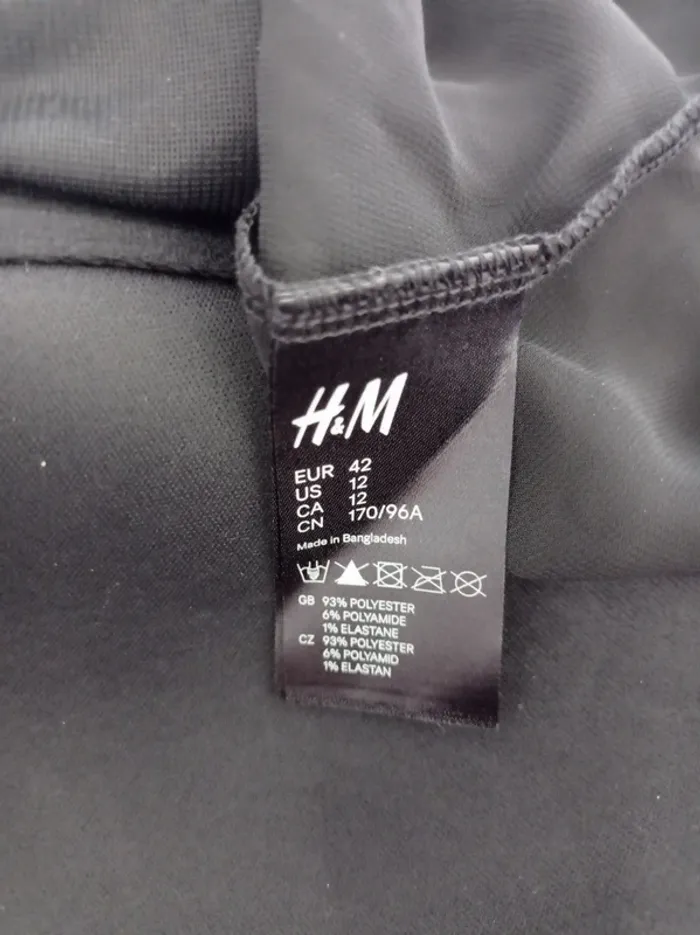 H&M
EUR 42
US 12
CA 12
CN 170/96A
Made in Bangladesh
GB 93% POLYESTER
6% POLYAMIDE
1% ELASTANE
CZ 93% POLYESTER
6% POLYAMID
1% ELASTAN